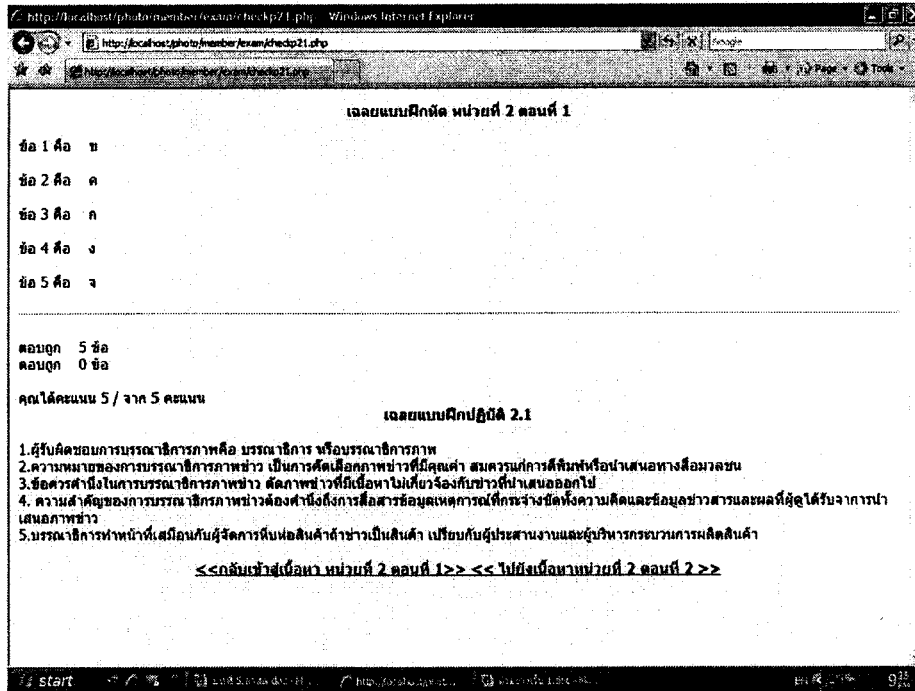 http://localhost/photo/member/exam/checkp21.php - Windows Internet Explorer
http://localhost/photo/member/exam/checkp21.php
Google
http://localhost/photo/member/exam/checkp21.php
Page Tools
เฉลยแบบฝึกหัด หน่วยที่ 2 ตอนที่ 1
ข้อ 1 คือ ข
ข้อ 2 คือ ค
ข้อ 3 คือ ก
ข้อ 4 คือ ง
ข้อ 5 คือ จ
ตอบถูก 5 ข้อ
ตอบถูก 0 ข้อ
คุณได้คะแนน 5 / จาก 5 คะแนน
เฉลยแบบฝึกปฏิบัติ 2.1
1.ผู้รับผิดชอบการบรรณาธิการภาพคือ บรรณาธิการ หรือบรรณาธิการภาพ
2.ความหมายของการบรรณาธิการภาพข่าว เป็นการคัดเลือกภาพข่าวที่มีคุณค่า สมควรแก่การตีพิมพ์หรือนำเสนอทางสื่อมวลชน
3.ข้อควรคำนึงในการบรรณาธิการภาพข่าว ตัดภาพข่าวที่มีเนื้อหาไม่เกี่ยวข้องกับข่าวที่นำเสนอออกไป
4. ความสำคัญของการบรรณาธิกรภาพข่าวต้องคำนึงถึงการสื่อสารข้อมูลเหตุการณ์ที่กระจ่างชัดทั้งความคิดและข้อมูลข่าวสารและผลที่ผู้ดูได้รับจาการนำ
เสนอภาพข่าว
5.บรรณาธิการทำหน้าที่เสมือนกับผู้จัดการหีบห่อสินค้าถ้าข่าวเป็นสินค้า เปรียบกับผู้ประสานงานและผู้บริหารกระบวนการผลิตสินค้า
<<กลับเข้าสู่เนื้อหา หน่วยที่ 2 ตอนที่ 1>> << ไปยังเนื้อหาหน่วยที่ 2 ตอนที่ 2 >>
start